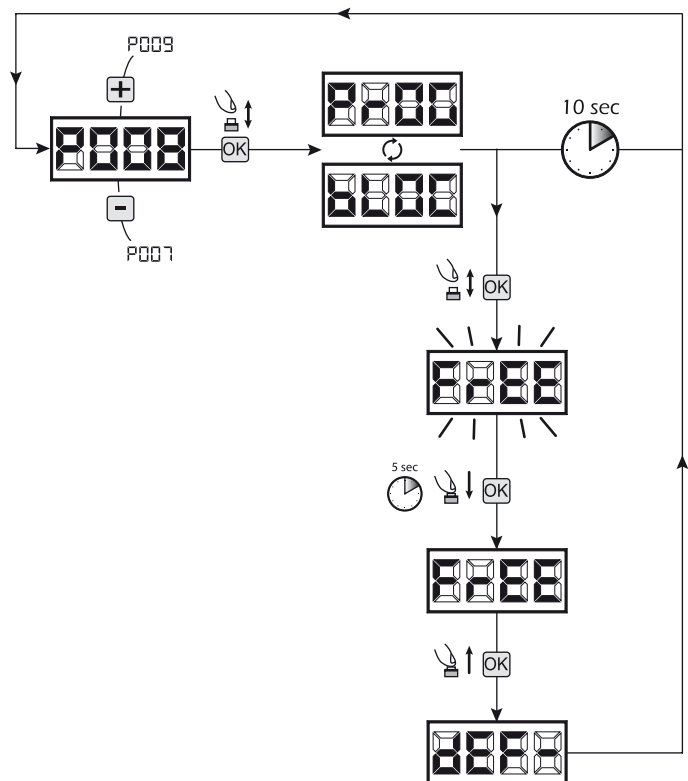 P009
+
10 sec
PrOG
P008
OK
bLOC
-
P007
OK
FrEE
5 sec
OK
FrEE
OK
dEF-